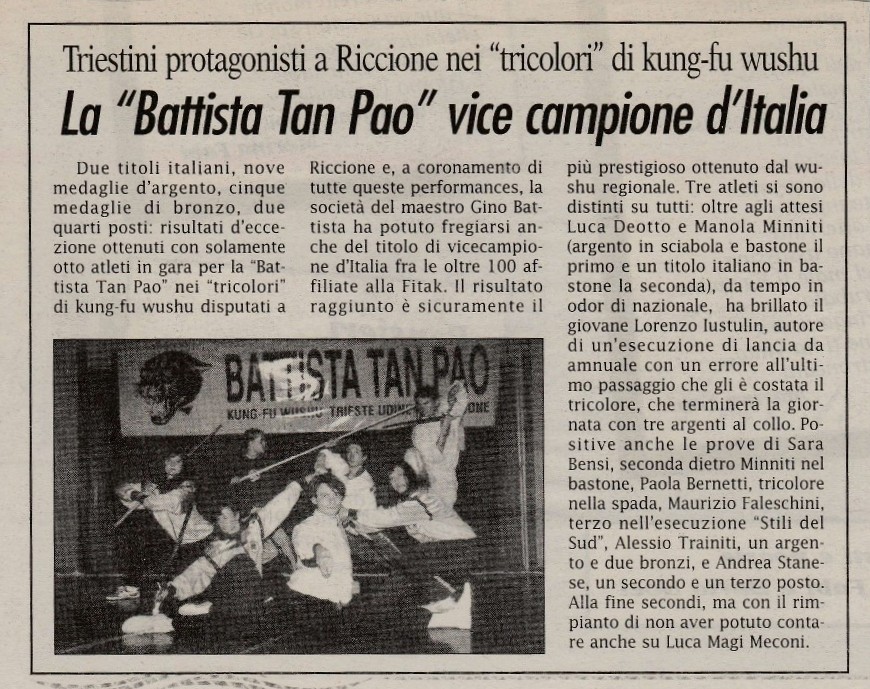 Triestini protagonisti a Riccione nei “tricolori” di kung-fu wushu
La “Battista Tan Pao” vice campione d’Italia
Due titoli italiani, nove
medaglie d’argento, cinque
medaglie di bronzo, due
quarti posti: risultati d’ecce-
zione ottenuti con solamente
otto atleti in gara per la “Bat-
tista Tan Pao” nei “tricolori”
di kung-fu wushu disputati a
Riccione e, a coronamento di
tutte queste performances, la
società del maestro Gino Bat-
tista ha potuto fregiarsi an-
che del titolo di vicecampio-
ne d’Italia fra le oltre 100 af-
filiate alla Fitak. Il risultato
raggiunto è sicuramente il
più prestigioso ottenuto dal wu-
shu regionale. Tre atleti si sono
distinti su tutti: oltre agli attesi
Luca Deotto e Manola Minniti
(argento in sciabola e bastone il
primo e un titolo italiano in ba-
stone la seconda), da tempo in
odor di nazionale, ha brillato il
giovane Lorenzo Iustulin, autore
di un’esecuzione di lancia da
amnuale con un errore all’ulti-
mo passaggio che gli è costata il
tricolore, che terminerà la gior-
nata con tre argenti al collo. Po-
sitive anche le prove di Sara
Bensi, seconda dietro Minniti nel
bastone, Paola Bernetti, tricolore
nella spada, Maurizio Faleschini,
terzo nell’esecuzione “Stili del
Sud”, Alessio Trainiti, un argen-
to e due bronzi, e Andrea Stane-
se, un secondo e un terzo posto.
Alla fine secondi, ma con il rim-
pianto di non aver potuto conta-
re anche su Luca Magi Meconi.
BATTISTA TAN PAO
KUNG-FU WUSHU TRIESTE UDINE